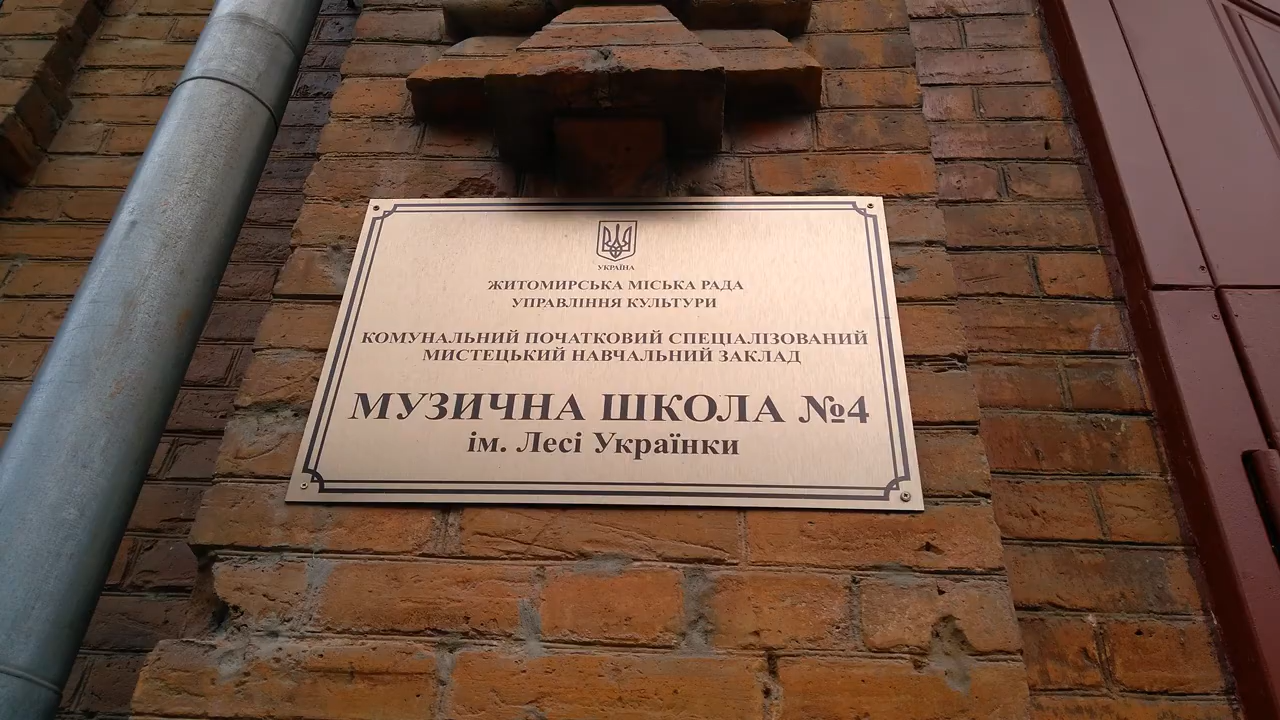 УКРАЇНА
ЖИТОМИРСЬКА МІСЬКА РАДА
УПРАВЛІННЯ КУЛЬТУРИ
КОМУНАЛЬНИЙ ПОЧАТКОВИЙ СПЕЦІАЛІЗОВАНИЙ
МИСТЕЦЬКИЙ НАВЧАЛЬНИЙ ЗАКЛАД
МУЗИЧНА ШКОЛА №4
ім. Лесі Українки